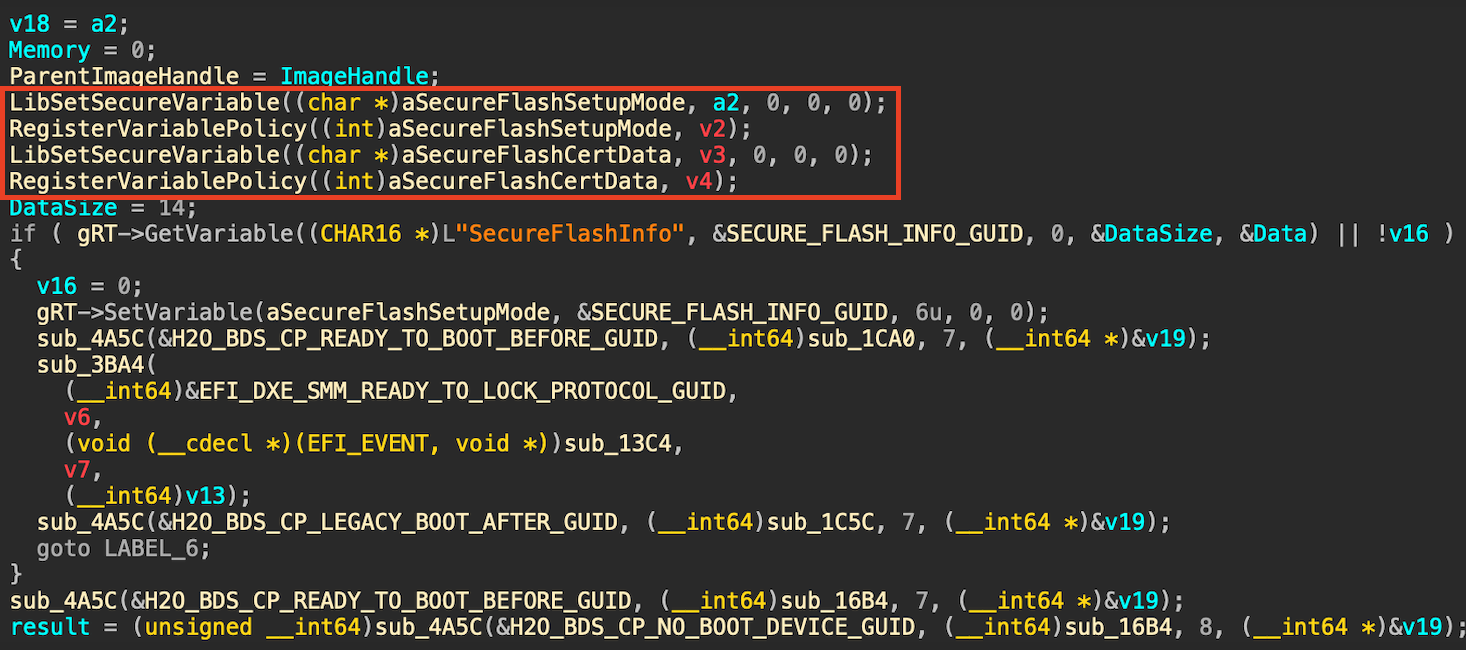 v18 = a2;
Memory = 0;
ParentImageHandle = ImageHandle;
LibSetSecureVariable((char *)aSecureFlashSetupMode, a2, 0, 0, 0);
RegisterVariablePolicy((int)aSecureFlashSetupMode, v2);
LibSetSecureVariable((char *)aSecureFlashCertData, v3, 0, 0, 0);
RegisterVariablePolicy((int)aSecureFlashCertData, v4);
DataSize = 14;
if ( gRT->GetVariable((CHAR16 *)L"SecureFlashInfo", &SECURE_FLASH_INFO_GUID, 0, &DataSize, &Data) || !v16 )
{
  v16 = 0;
  gRT->SetVariable(aSecureFlashSetupMode, &SECURE_FLASH_INFO_GUID, 6u, 0, 0);
  sub_4A5C(&H2O_BDS_CP_READY_TO_BOOT_BEFORE_GUID, (__int64)sub_1CA0, 7, (__int64 *)&v19);
  sub_3BA4(
    (__int64)&EFI_DXE_SMM_READY_TO_LOCK_PROTOCOL_GUID,
    v6,
    (void (__cdecl *)(EFI_EVENT, void *))sub_13C4,
    v7,
    (__int64)v13);
  sub_4A5C(&H2O_BDS_CP_LEGACY_BOOT_AFTER_GUID, (__int64)sub_1C5C, 7, (__int64 *)&v19);
  goto LABEL_6;
}
sub_4A5C(&H2O_BDS_CP_READY_TO_BOOT_BEFORE_GUID, (__int64)sub_16B4, 7, (__int64 *)&v19);
result = (unsigned __int64)sub_4A5C(&H2O_BDS_CP_NO_BOOT_DEVICE_GUID, (__int64)sub_16B4, 8, (__int64 *)&v19);